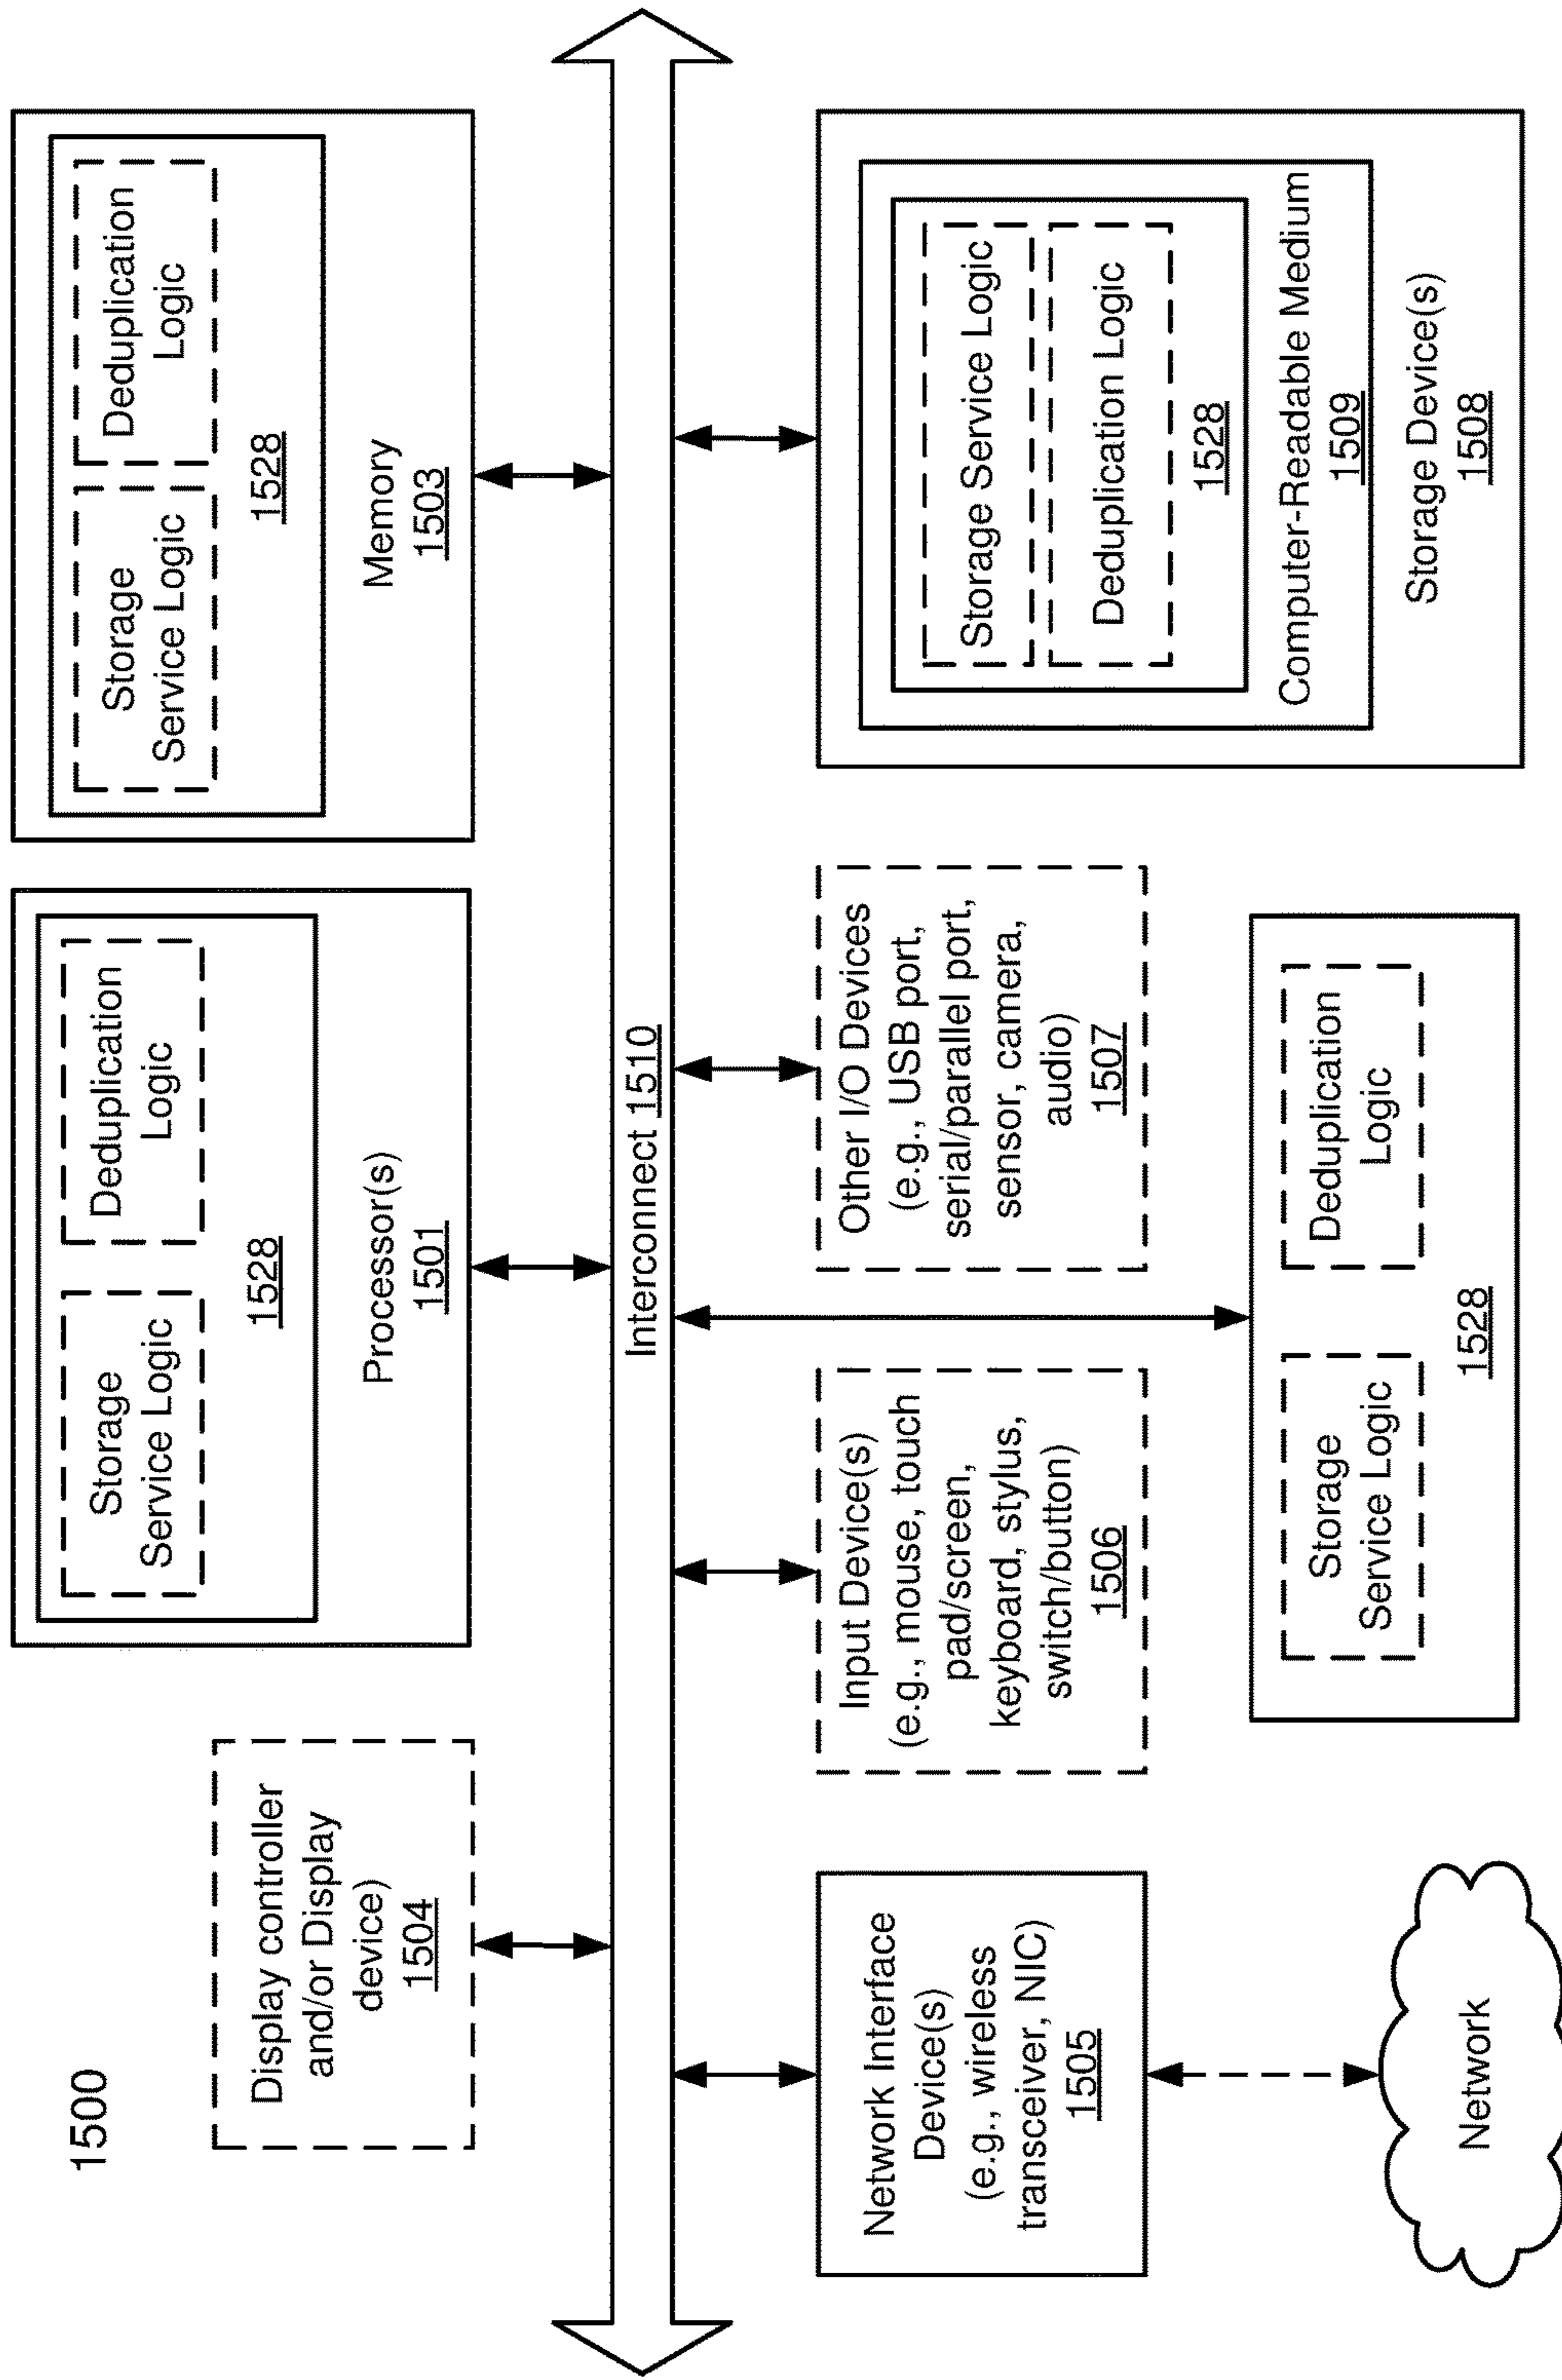 1500
Display controller
and/or Display
device)
1504
Storage
Service Logic
Deduplication
Logic
1528
Processor(s)
1501
Storage
Service Logic
Deduplication
Logic
1528
Memory
1503
Interconnect 1510
Network Interface
Device(s)
(e.g., wireless
transceiver, NIC)
1505
Network
Input Device(s)
(e.g., mouse, touch
pad/screen,
keyboard, stylus,
switch/button)
1506
Other I/O Devices
(e.g., USB port,
serial/parallel port,
sensor, camera,
audio)
1507
Storage
Service Logic
Deduplication
Logic
1528
Storage Service Logic
Deduplication Logic
1528
Computer-Readable Medium
1509
Storage Device(s)
1508